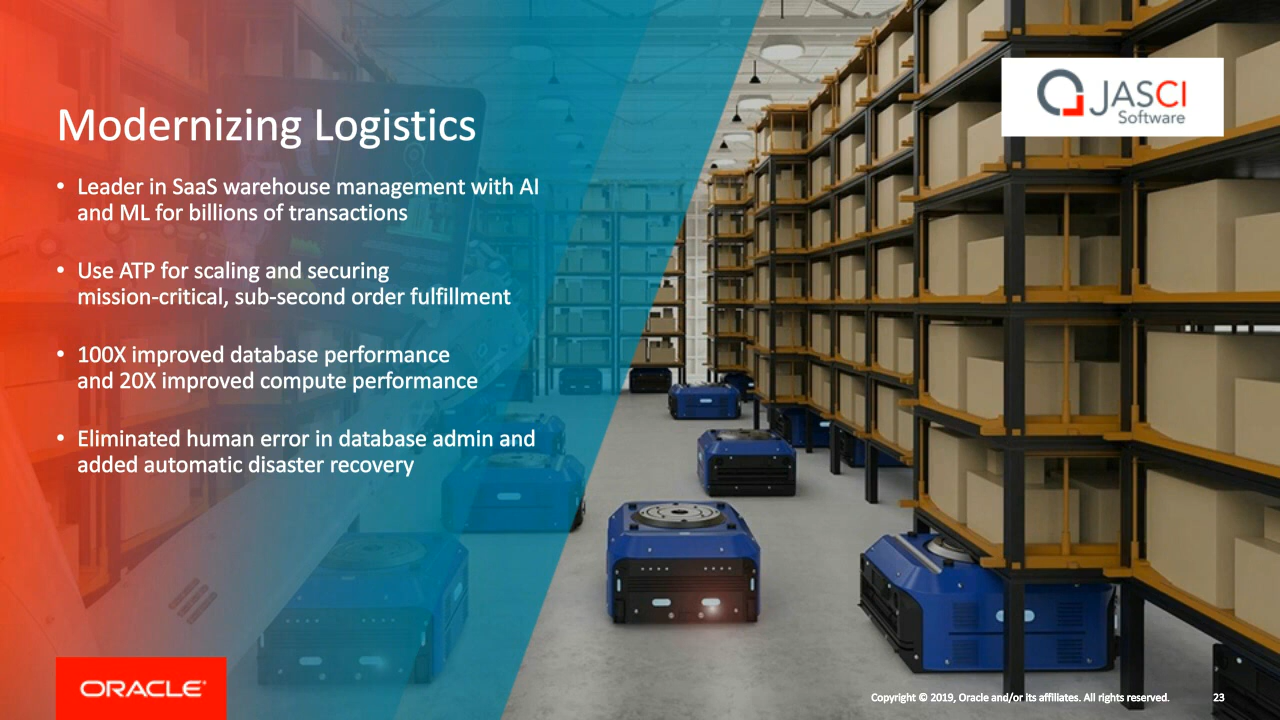 JASCI
Software
Modernizing Logistics
• Leader in SaaS warehouse management with AI
and ML for billions of transactions
• Use ATP for scaling and securing
mission-critical, sub-second order fulfillment
• 100X improved database performance
and 20X improved compute performance
• Eliminated human error in database admin and
added automatic disaster recovery
ORACLE®
Copyright © 2019, Oracle and/or its affiliates. All rights reserved. 23